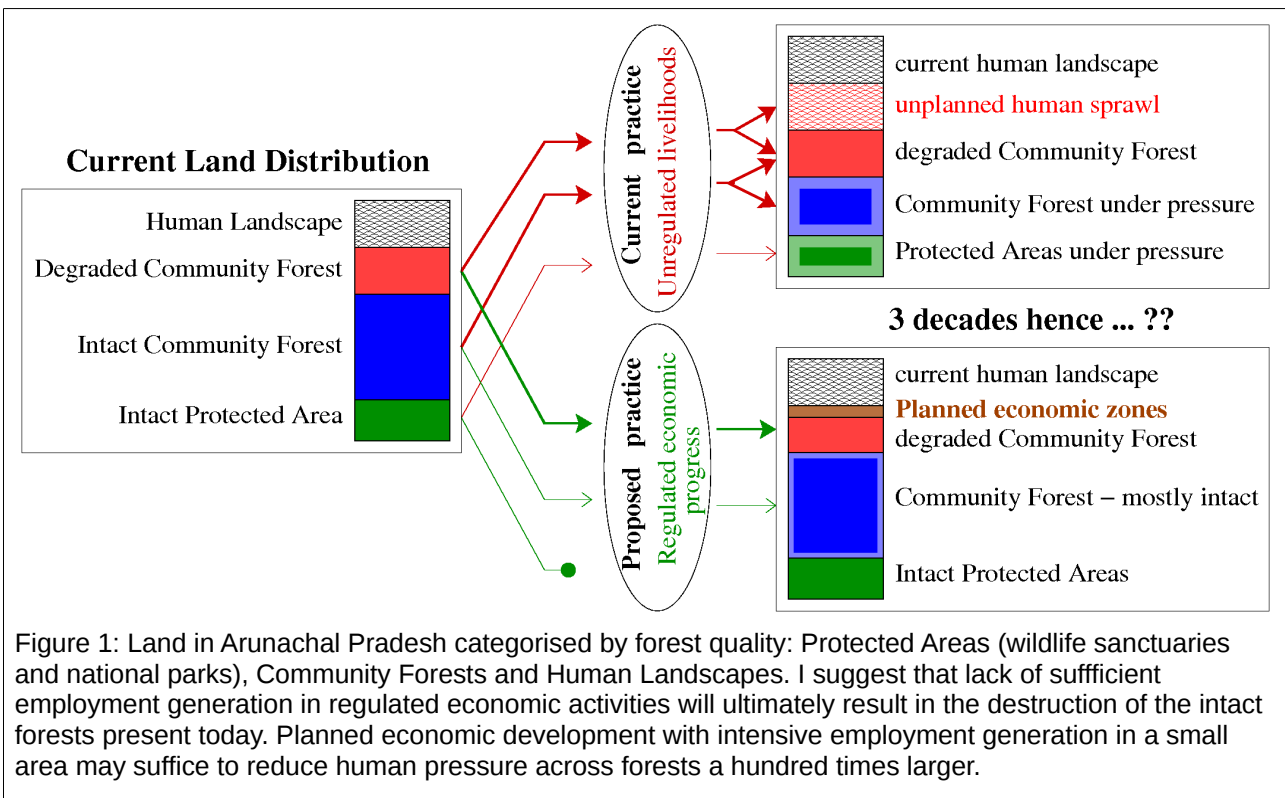 Current Land Distribution
Human Landscape
Degraded Community Forest
Intact Community Forest
Intact Protected Area
Current practice
Unregulated livelihoods
Proposed practice
Regulated economic
progress
current human landscape
unplanned human sprawl
degraded Community Forest
Community Forest under pressure
Protected Areas under pressure
3 decades hence ... ??
current human landscape
Planned economic zones
degraded Community Forest
Community Forest − mostly intact
Intact Protected Areas
Figure 1: Land in Arunachal Pradesh categorised by forest quality: Protected Areas (wildlife sanctuaries
and national parks), Community Forests and Human Landscapes. I suggest that lack of suffficient
employment generation in regulated economic activities will ultimately result in the destruction of the intact
forests present today. Planned economic development with intensive employment generation in a small
area may suffice to reduce human pressure across forests a hundred times larger.